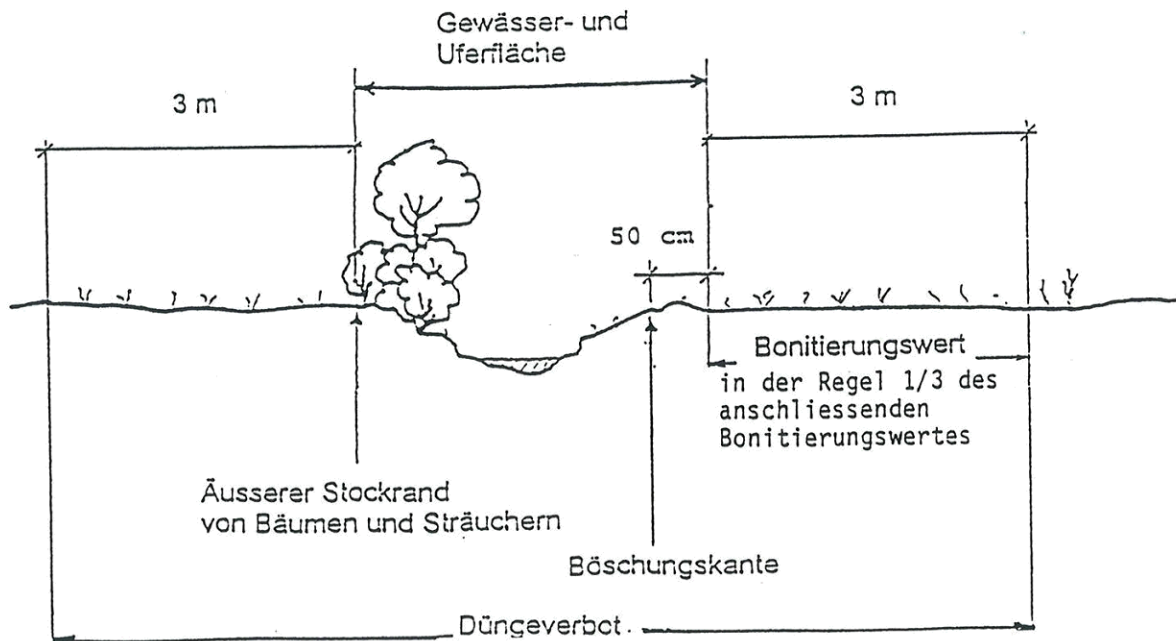 Gewässer- und
Uferfläche
3 m
3 m
50 cm
Bonitierungswert
in der Regel 1/3 des
anschliessenden
Bonitierungswertes
Äusserer Stockrand
von Bäumen und Sträuchern
Böschungskante
Düngeverbot